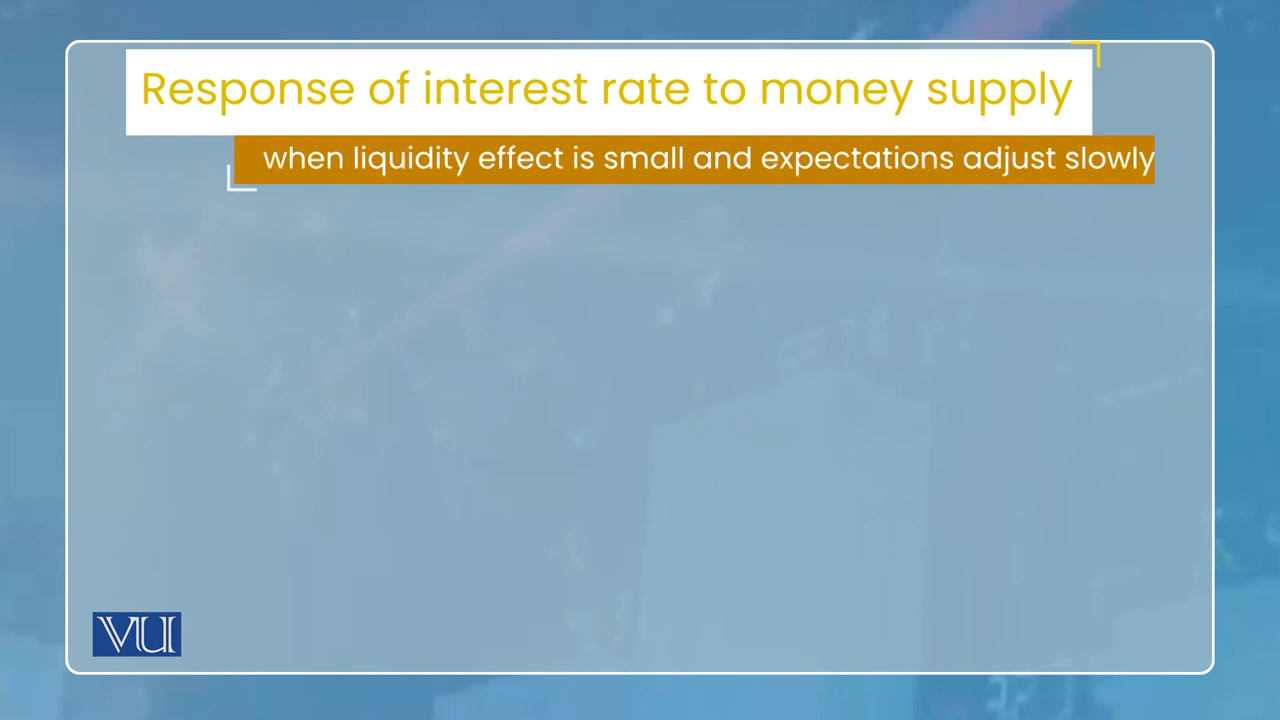 Response of interest rate to money supply
when liquidity effect is small and expectations adjust slowly
VU